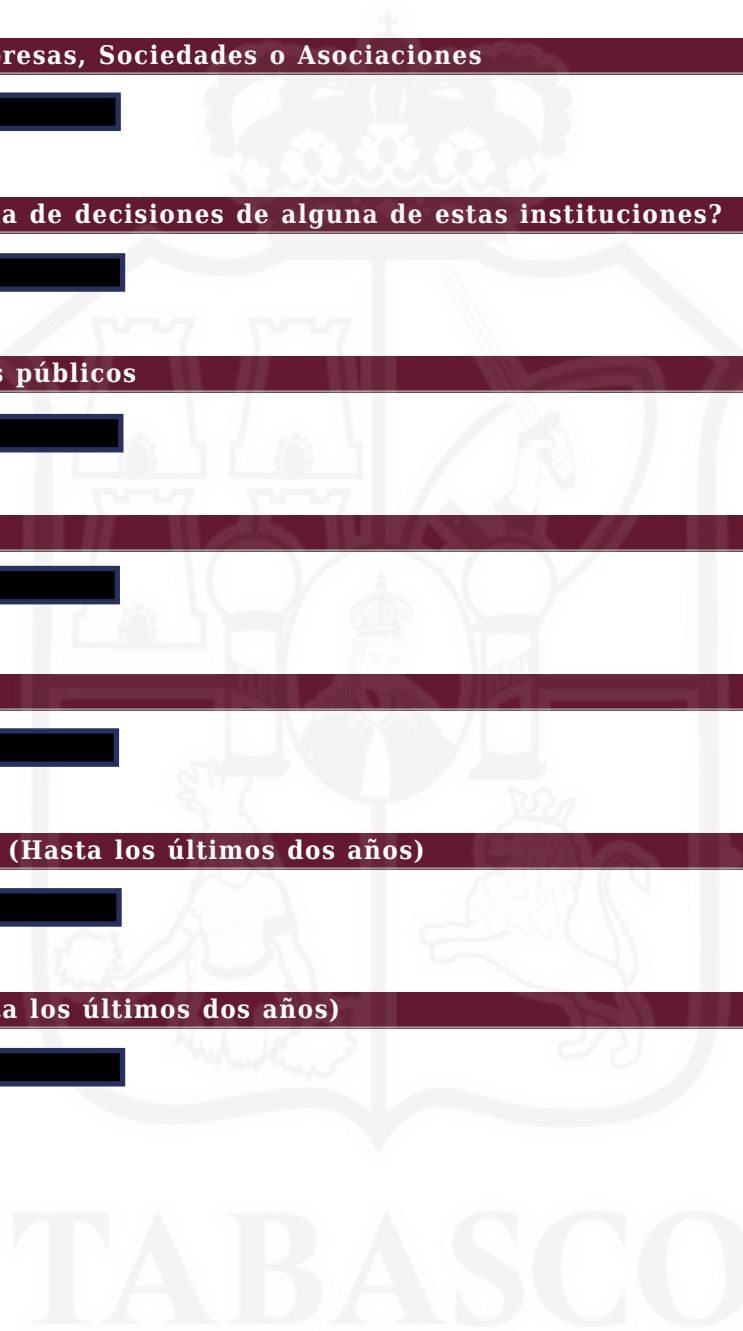 resas, Sociedades o Asociaciones
a de decisiones de alguna de estas instituciones?
s públicos
(Hasta los últimos dos años)
a los últimos dos años)
TABASCO